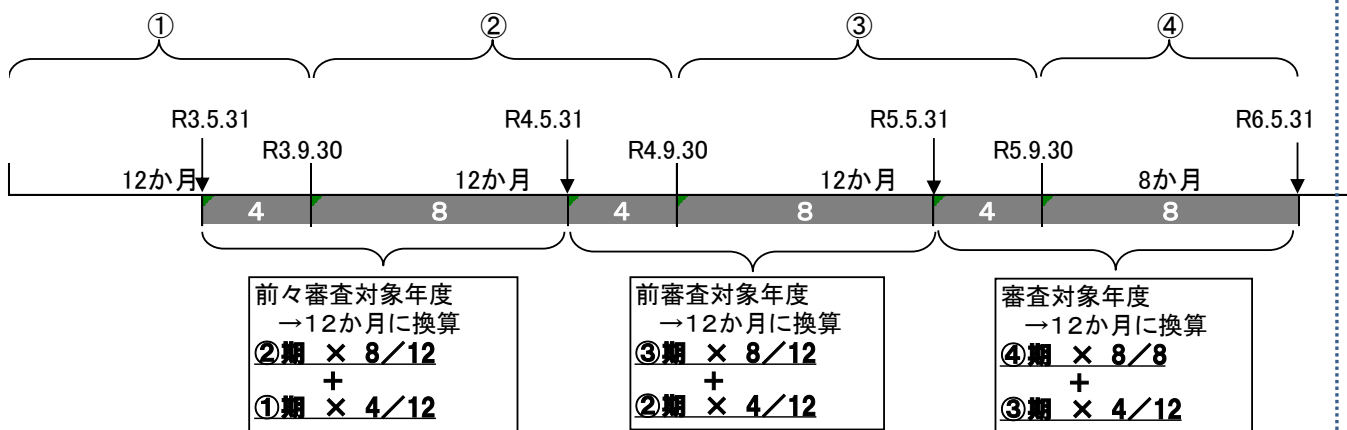 ① ② ③ ④
R3.5.31 R4.5.31 R5.5.31 R6.5.31
R3.9.30 R4.9.30 R5.9.30
12か月 12か月 12か月 8か月
4 8 4 8 4 8
前々審査対象年度
→12か月に換算
②期 × 8/12
+
①期 × 4/12
前審査対象年度
→12か月に換算
③期 × 8/12
+
②期 × 4/12
審査対象年度
→12か月に換算
④期 × 8/8
+
③期 × 4/12